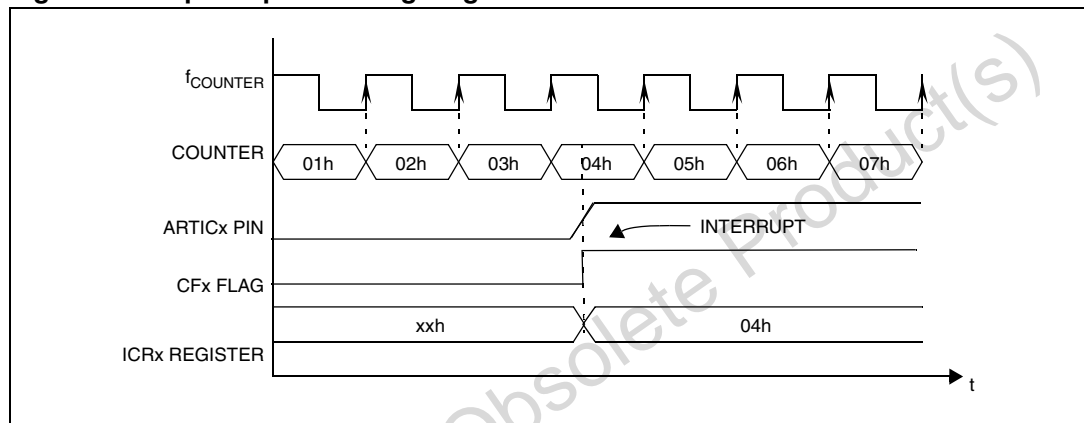 fCOUNTER
COUNTER
01h 02h 03h 04h 05h 06h 07h
ARTICx PIN
INTERRUPT
CFx FLAG
xxh 04h
ICRx REGISTER
t
Obsolete Product(s)